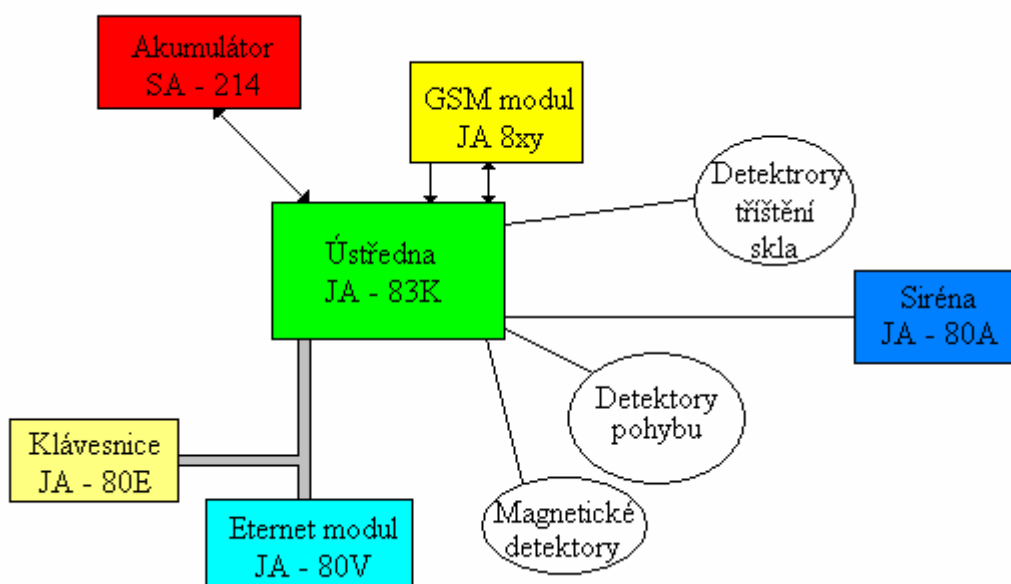 Akumulátor
SA - 214
GSM modul
JA 8xy
Detektrory
tříštění
skla
Ústředna
JA - 83K
Siréna
JA - 80A
Detektory
pohybu
Klávesnice
JA - 80E
Magnetické
detektory
Eternet modul
JA - 80V